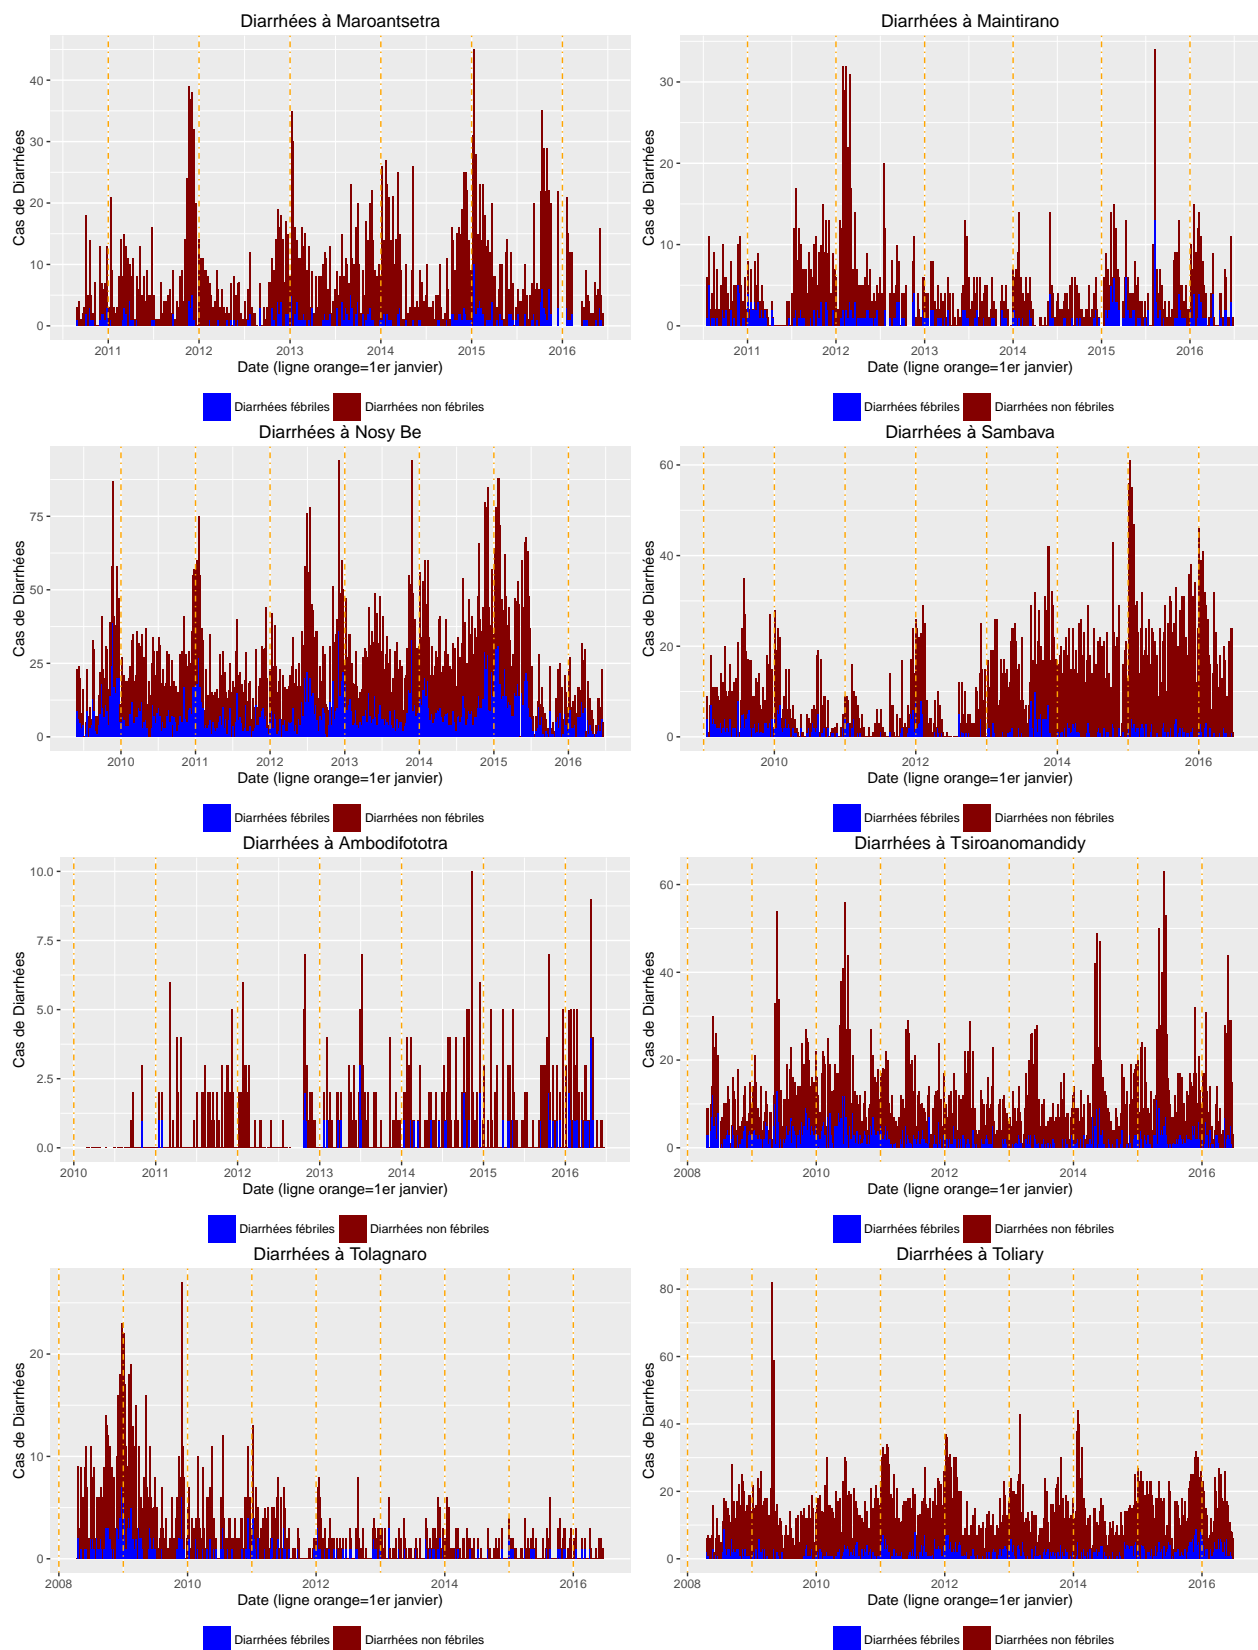 Diarrhées à Maroantsetra
Cas de Diarrhées
40
30
20
10
0
2011 2012 2013 2014 2015 2016
Date (ligne orange=1er janvier)
Diarrhées fébriles Diarrhées non fébriles
Diarrhées à Maintirano
Cas de Diarrhées
30
20
10
0
2011 2012 2013 2014 2015 2016
Date (ligne orange=1er janvier)
Diarrhées fébriles Diarrhées non fébriles
Diarrhées à Nosy Be
Cas de Diarrhées
75
50
25
0
2010 2011 2012 2013 2014 2015 2016
Date (ligne orange=1er janvier)
Diarrhées fébriles Diarrhées non fébriles
Diarrhées à Sambava
Cas de Diarrhées
60
40
20
0
2010 2012 2014 2016
Date (ligne orange=1er janvier)
Diarrhées fébriles Diarrhées non fébriles
Diarrhées à Ambodifototra
Cas de Diarrhées
10.0
7.5
5.0
2.5
0.0
2010 2011 2012 2013 2014 2015 2016
Date (ligne orange=1er janvier)
Diarrhées fébriles Diarrhées non fébriles
Diarrhées à Tsiroanomandidy
Cas de Diarrhées
60
40
20
0
2008 2010 2012 2014 2016
Date (ligne orange=1er janvier)
Diarrhées fébriles Diarrhées non fébriles
Diarrhées à Tolagnaro
Cas de Diarrhées
20
10
0
2008 2010 2012 2014 2016
Date (ligne orange=1er janvier)
Diarrhées fébriles Diarrhées non fébriles
Diarrhées à Toliary
Cas de Diarrhées
80
60
40
20
0
2008 2010 2012 2014 2016
Date (ligne orange=1er janvier)
Diarrhées fébriles Diarrhées non fébriles